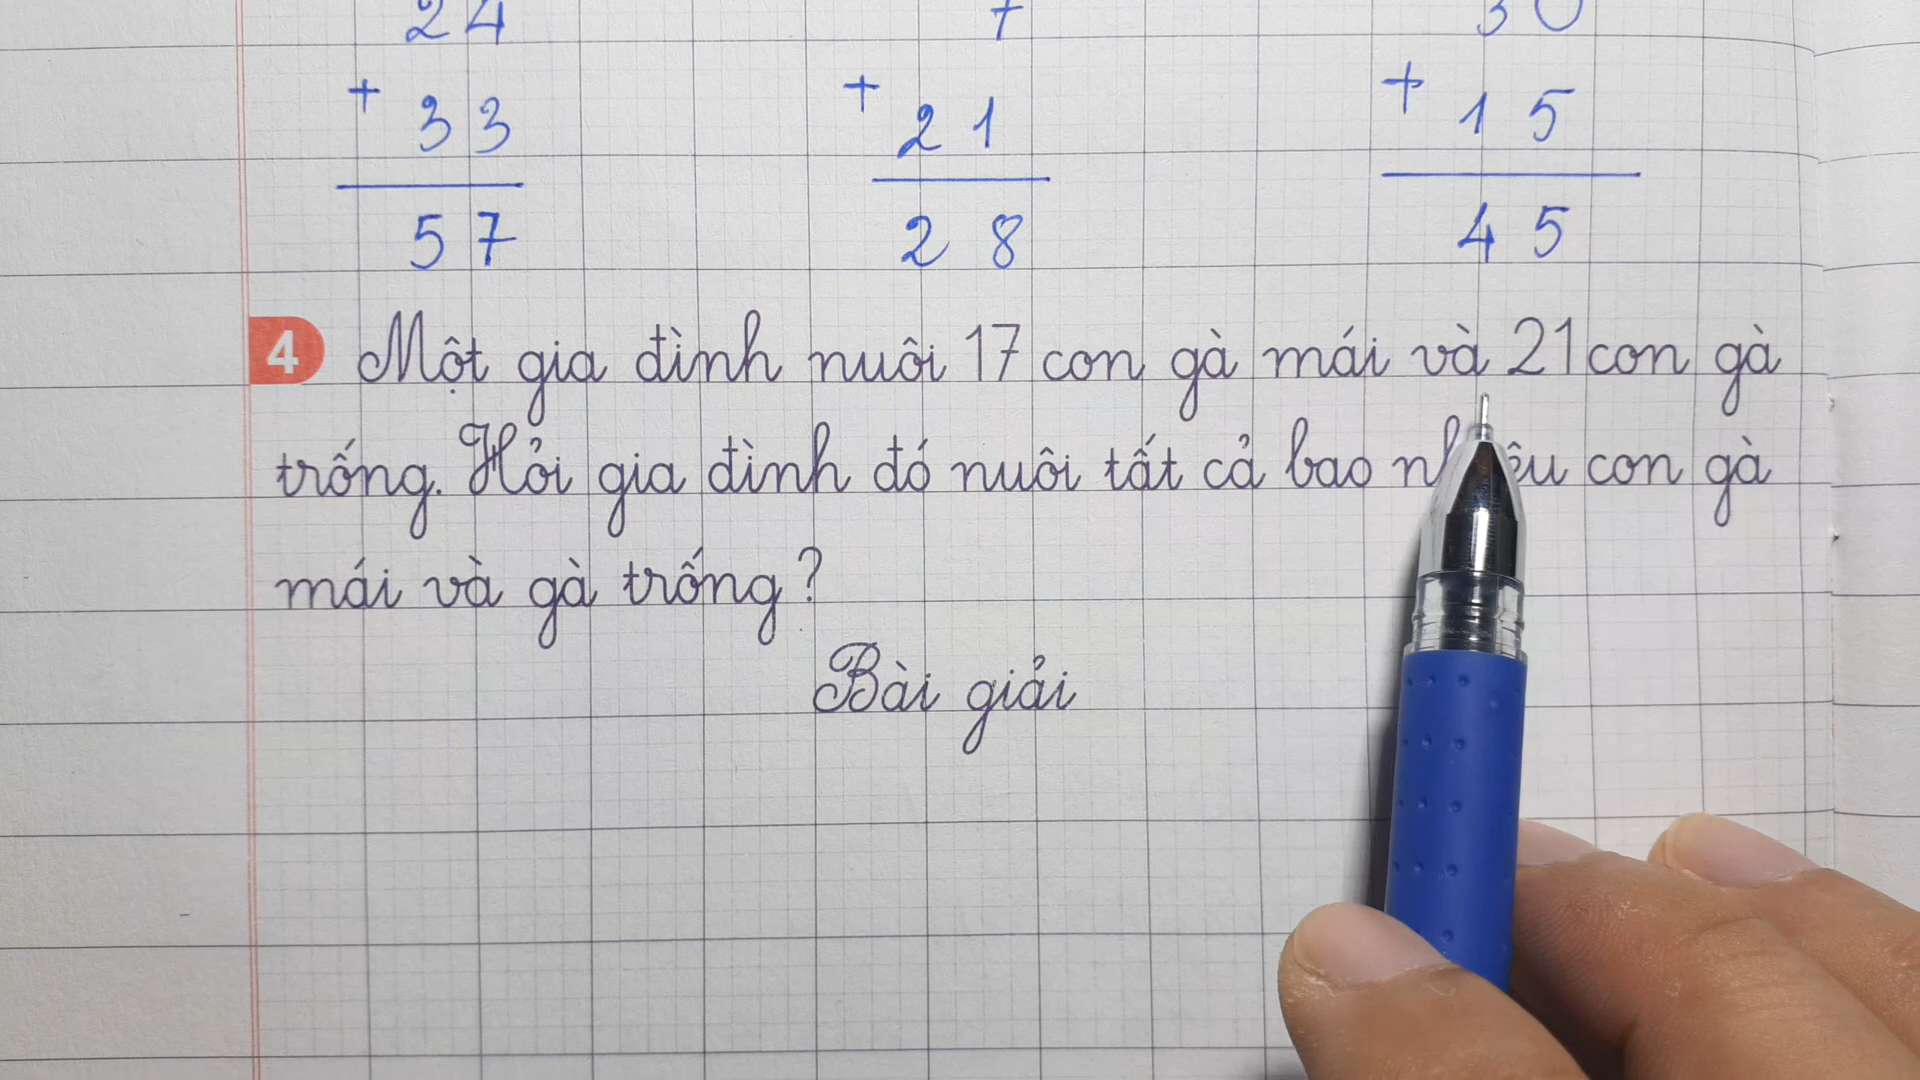 24 7 30
+ 33 + 21 + 15
57 28 45
4 Một gia đình nuôi 17 con gà mái và 21 con gà
trống. Hỏi gia đình đó nuôi tất cả bao nhiêu con gà
mái và gà trống?
Bài giải